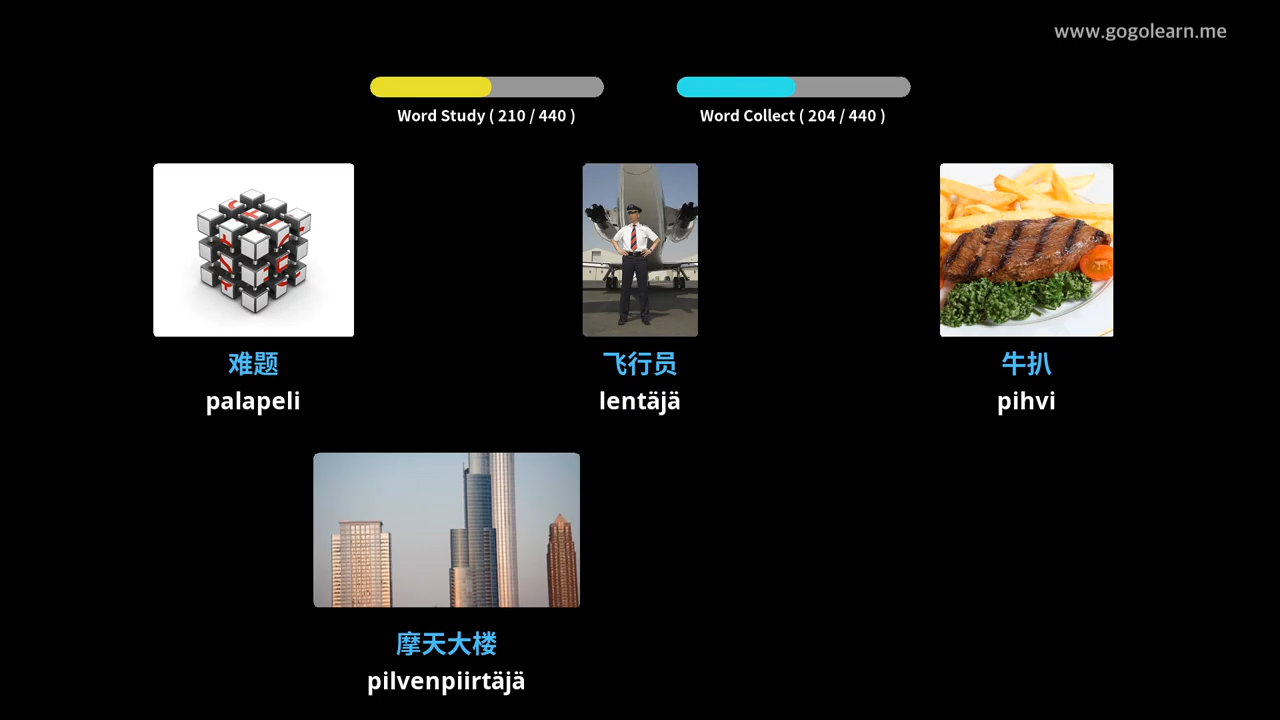 www.gogolearn.me
Word Study ( 210 / 440 )
Word Collect ( 204 / 440 )
难题
palapeli
飞行员
lentäjä
牛扒
pihvi
摩天大楼
pilvenpiirtäjä